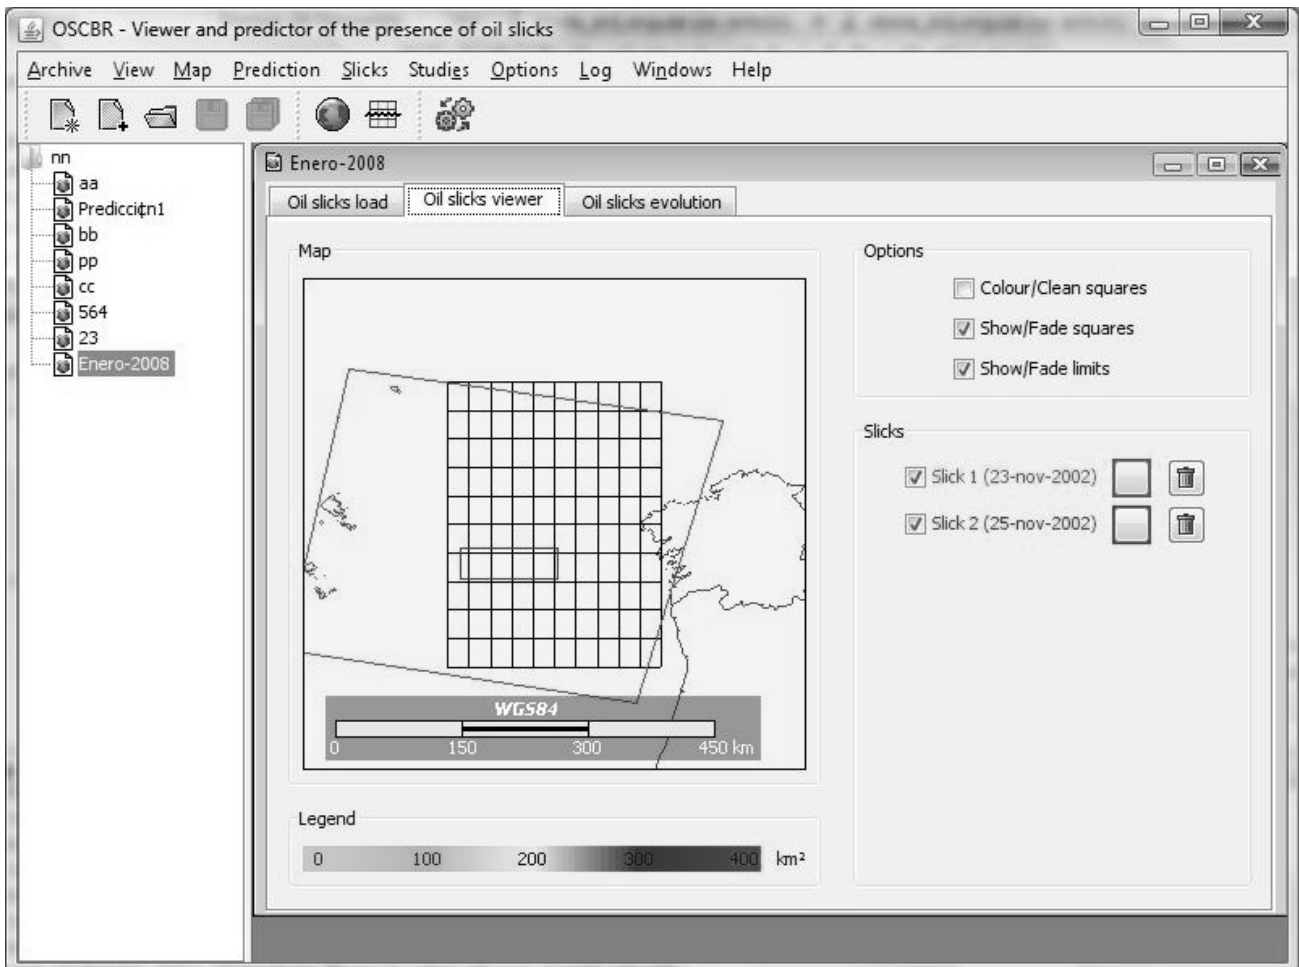 OSCBR - Viewer and predictor of the presence of oil slicks
Archive View Map Prediction Slicks Studies Options Log Windows Help
nn
aa
Predicci¢n1
bb
pp
cc
564
23
Enero-2008
Enero-2008
Oil slicks load Oil slicks viewer Oil slicks evolution
Map
WGS84
0 150 300 450 km
Legend
0 100 200 300 400 km²
Options
Colour/Clean squares
Show/Fade squares
Show/Fade limits
Slicks
Slick 1 (23-nov-2002)
Slick 2 (25-nov-2002)